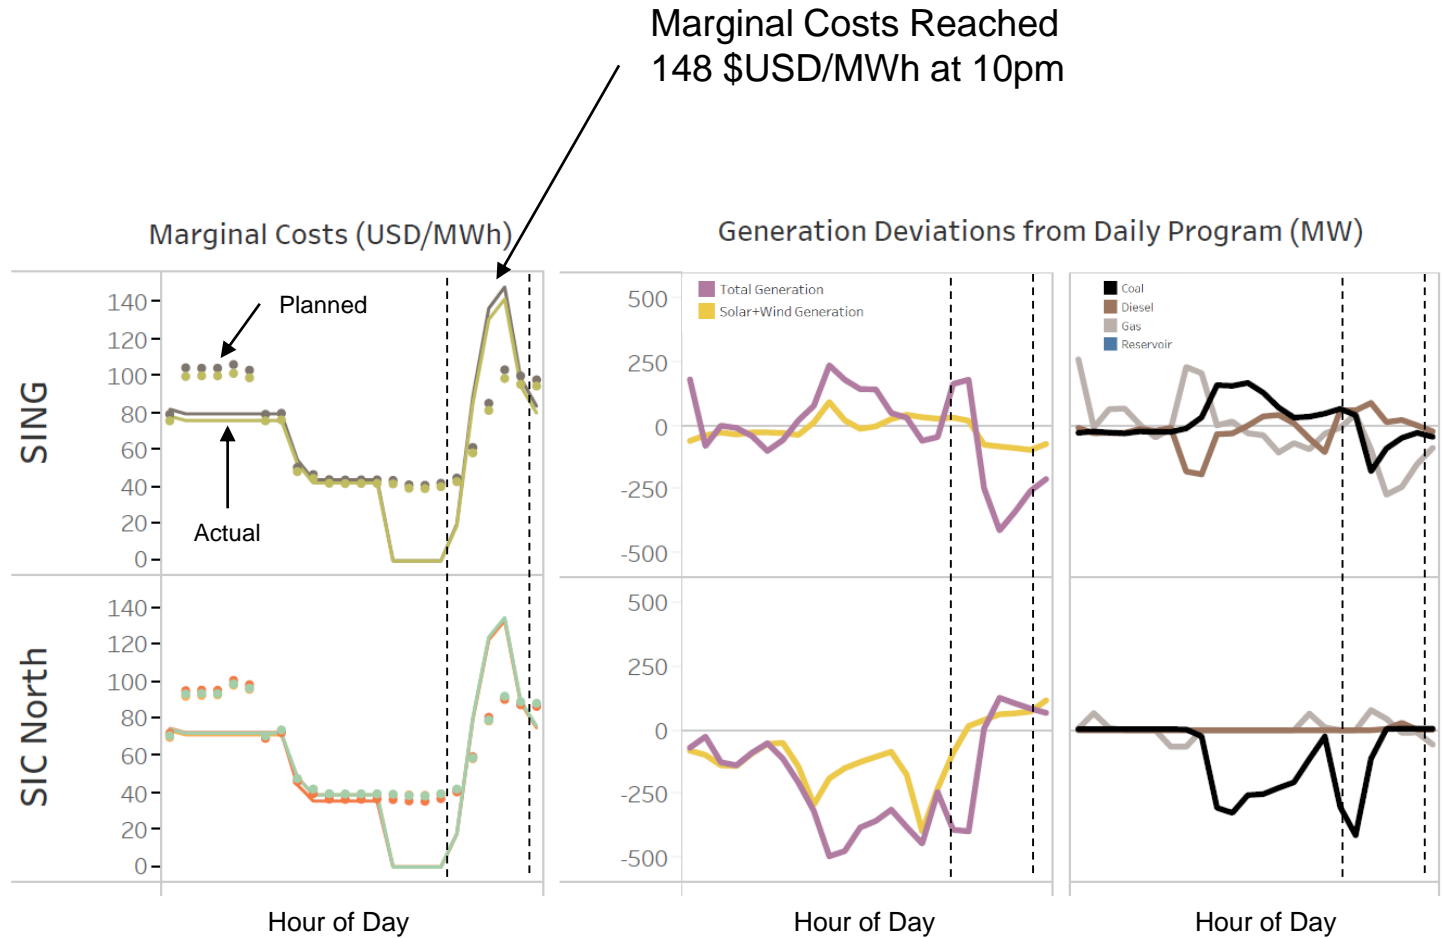 Marginal Costs Reached
148 $USD/MWh at 10pm
Marginal Costs (USD/MWh)
Generation Deviations from Daily Program (MW)
SING
140
120
100
80
60
40
20
0
Planned
Actual
500
250
0
-250
-500
Total Generation
Solar+Wind Generation
Coal
Diesel
Gas
Reservoir
SIC North
140
120
100
80
60
40
20
0
500
250
0
-250
-500
Hour of Day
Hour of Day
Hour of Day